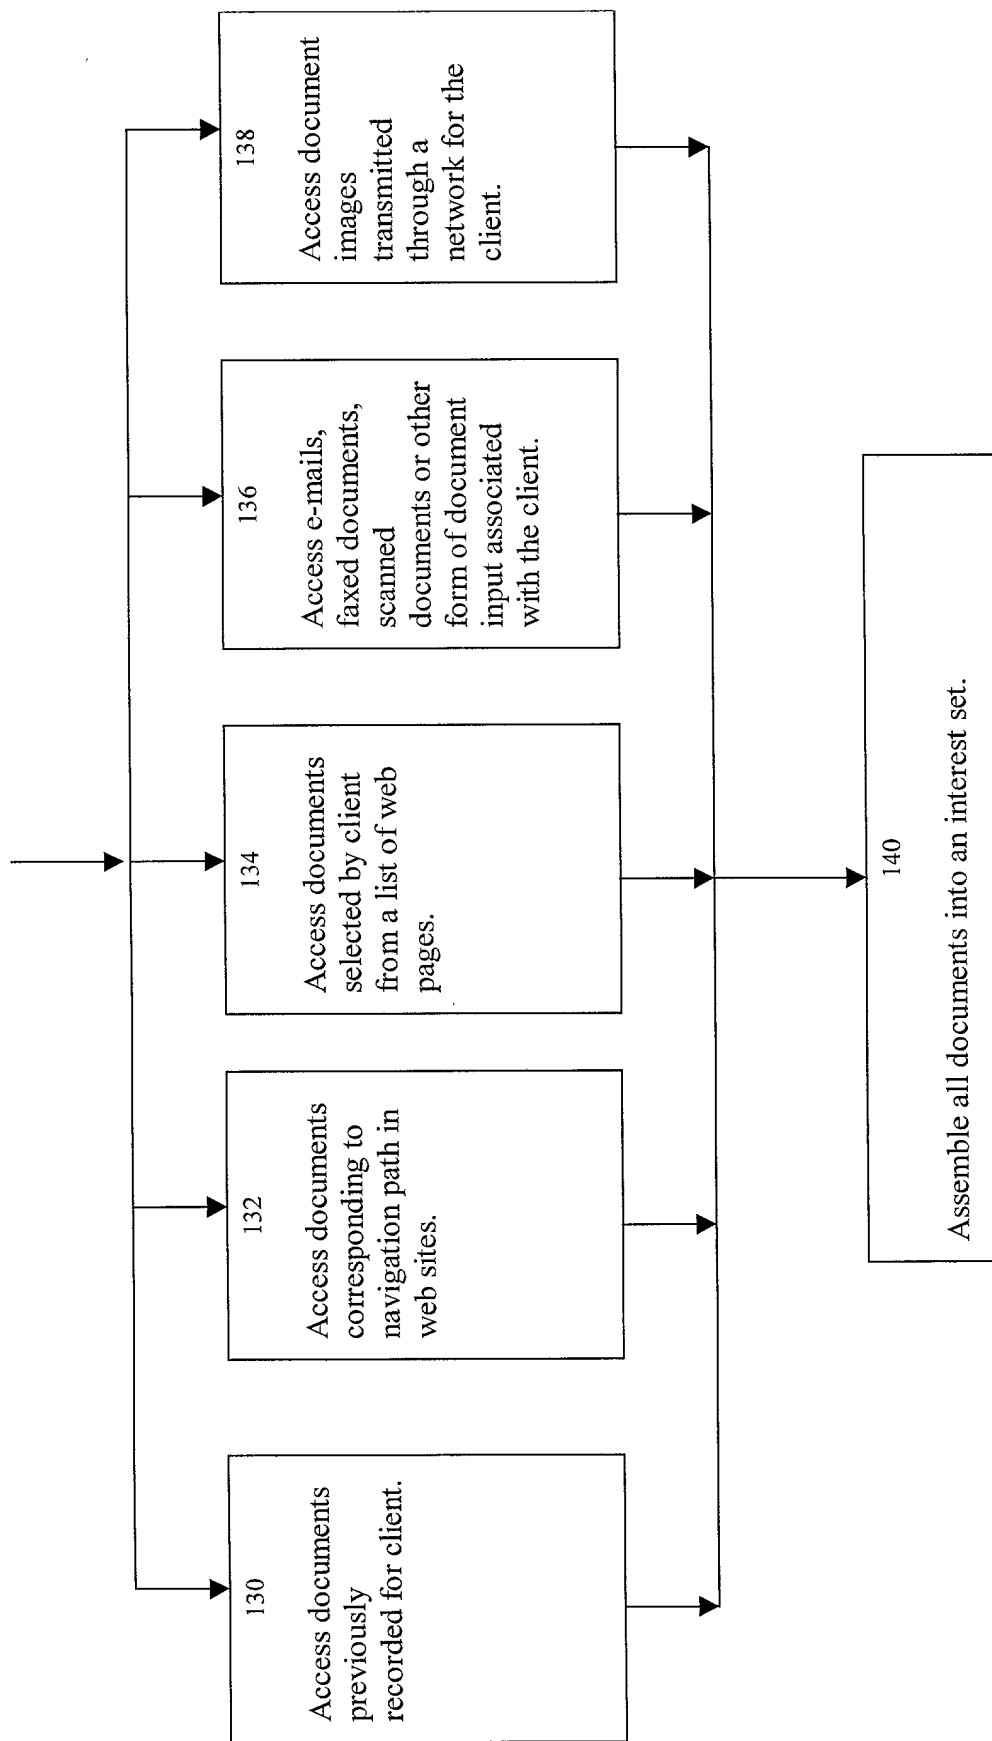 130
Access documents
previously
recorded for client.
132
Access documents
corresponding to
navigation path in
web sites.
134
Access documents
selected by client
from a list of web
pages.
136
Access e-mails,
faxed documents,
scanned
documents or other
form of document
input associated
with the client.
138
Access document
images
transmitted
through a
network for the
client.
140
Assemble all documents into an interest set.